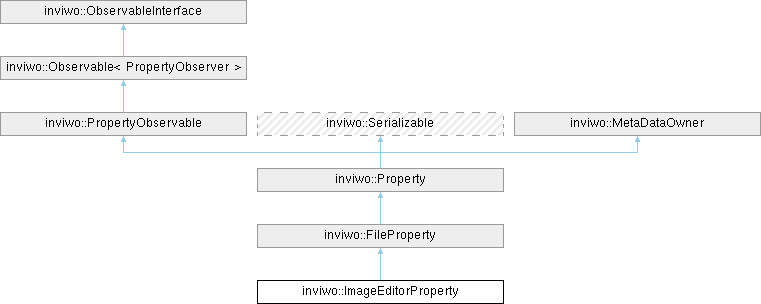 inviwo::ObservableInterface
inviwo::Observable< PropertyObserver >
inviwo::PropertyObservable
inviwo::Serializable
inviwo::MetaDataOwner
inviwo::Property
inviwo::FileProperty
inviwo::ImageEditorProperty